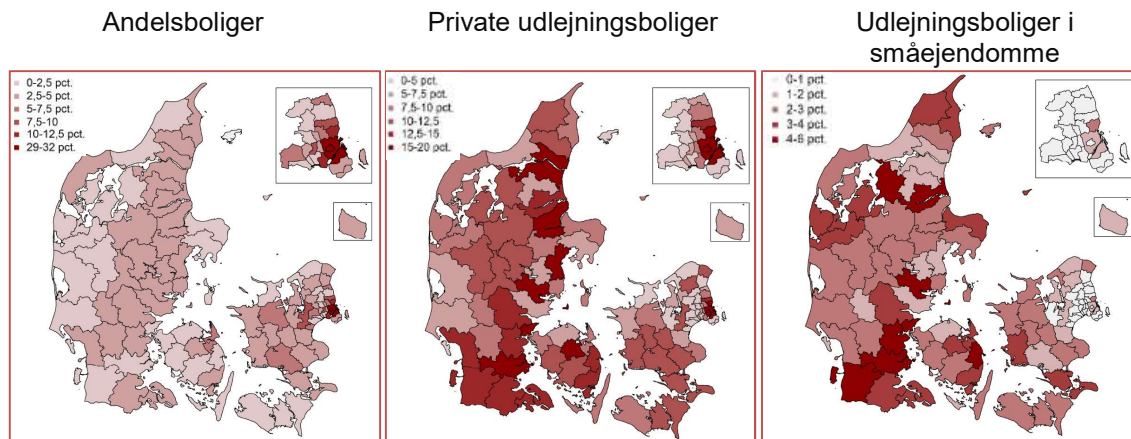 Andelsboliger
0-2,5 pct.
2,5-5 pct.
5-7,5 pct.
7,5-10
10-12,5 pct.
29-32 pct.
Private udlejningsboliger
0-5 pct.
5-7,5 pct.
7,5-10 pct.
10-12,5
12,5-15
15-20 pct.
Udlejningsboliger i
småejendomme
0-1 pct.
1-2 pct.
2-3 pct.
3-4 pct.
4-6 pct.